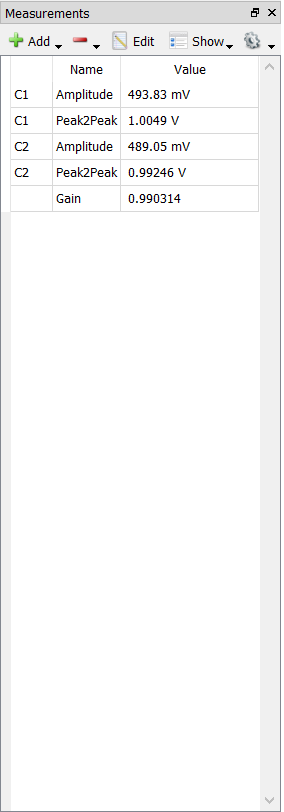 Measurements
Add Edit Show
Name Value
C1 Amplitude 493.83 mV
C1 Peak2Peak 1.0049 V
C2 Amplitude 489.05 mV
C2 Peak2Peak 0.99246 V
Gain 0.990314